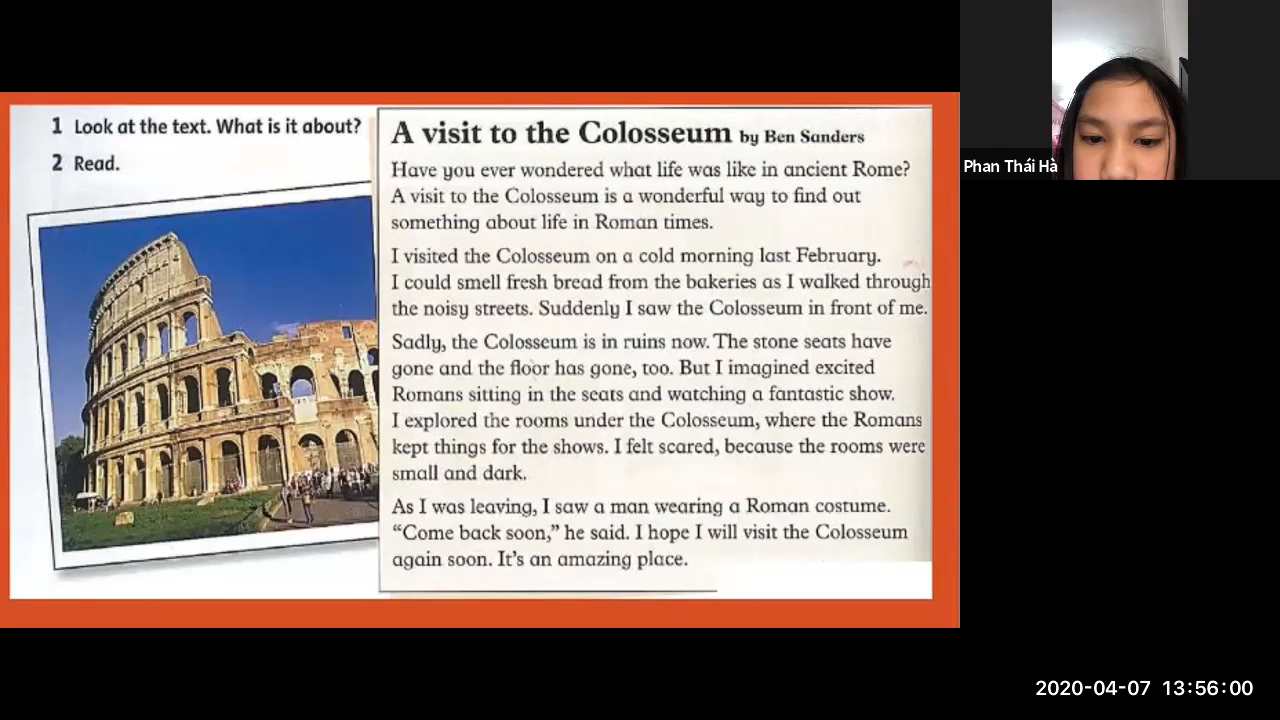 1 Look at the text. What is it about?
2 Read.
A visit to the Colosseum by Ben Sanders
Have you ever wondered what life was like in ancient Rome?
A visit to the Colosseum is a wonderful way to find out
something about life in Roman times.
I visited the Colosseum on a cold morning last February.
I could smell fresh bread from the bakeries as I walked through
the noisy streets. Suddenly I saw the Colosseum in front of me.
Sadly, the Colosseum is in ruins now. The stone seats have
gone and the floor has gone, too. But I imagined excited
Romans sitting in the seats and watching a fantastic show.
I explored the rooms under the Colosseum, where the Romans
kept things for the shows. I felt scared, because the rooms were
small and dark.
As I was leaving, I saw a man wearing a Roman costume.
“Come back soon,” he said. I hope I will visit the Colosseum
again soon. It’s an amazing place.
Phan Thái Hà
2020-04-07 13:56:00